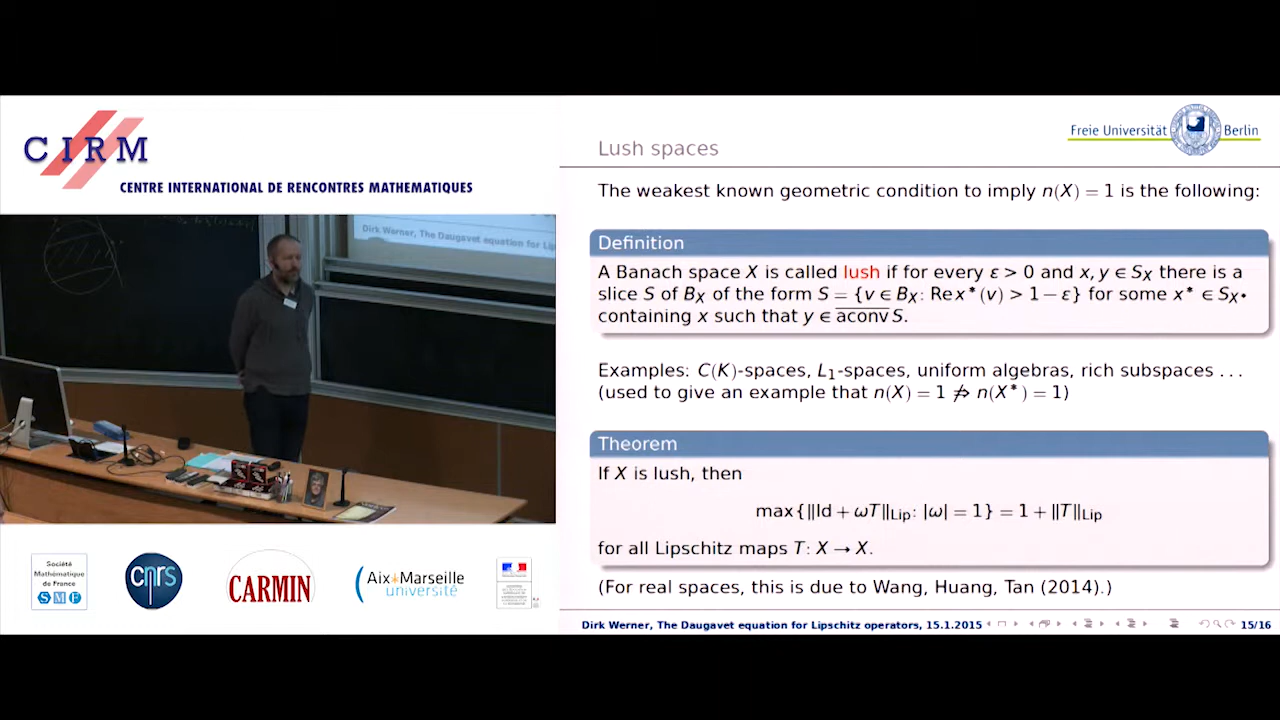 CIRM
CENTRE INTERNATIONAL DE RENCONTRES MATHEMATIQUES
Dirk Werner, The Daugavet equation for Lips
Société
Mathématique
de France
SMF
cnrs
CARMIN
Aix*Marseille
université
Freie Universität Berlin
Lush spaces
The weakest known geometric condition to imply n(X) = 1 is the following:
Definition
A Banach space X is called lush if for every ε > 0 and x, y ∈ S_X there is a
slice S of B_X of the form S = {v ∈ B_X : Re x*(v) > 1 − ε} for some x* ∈ S_X*
containing x such that y ∈ \overline{aconv} S.
Examples: C(K)-spaces, L₁-spaces, uniform algebras, rich subspaces . . .
(used to give an example that n(X) = 1 ⇏ n(X*) = 1)
Theorem
If X is lush, then
max{‖Id + ωT‖_Lip : |ω| = 1} = 1 + ‖T‖_Lip
for all Lipschitz maps T: X → X.
(For real spaces, this is due to Wang, Huang, Tan (2014).)
Dirk Werner, The Daugavet equation for Lipschitz operators, 15.1.2015 15/16